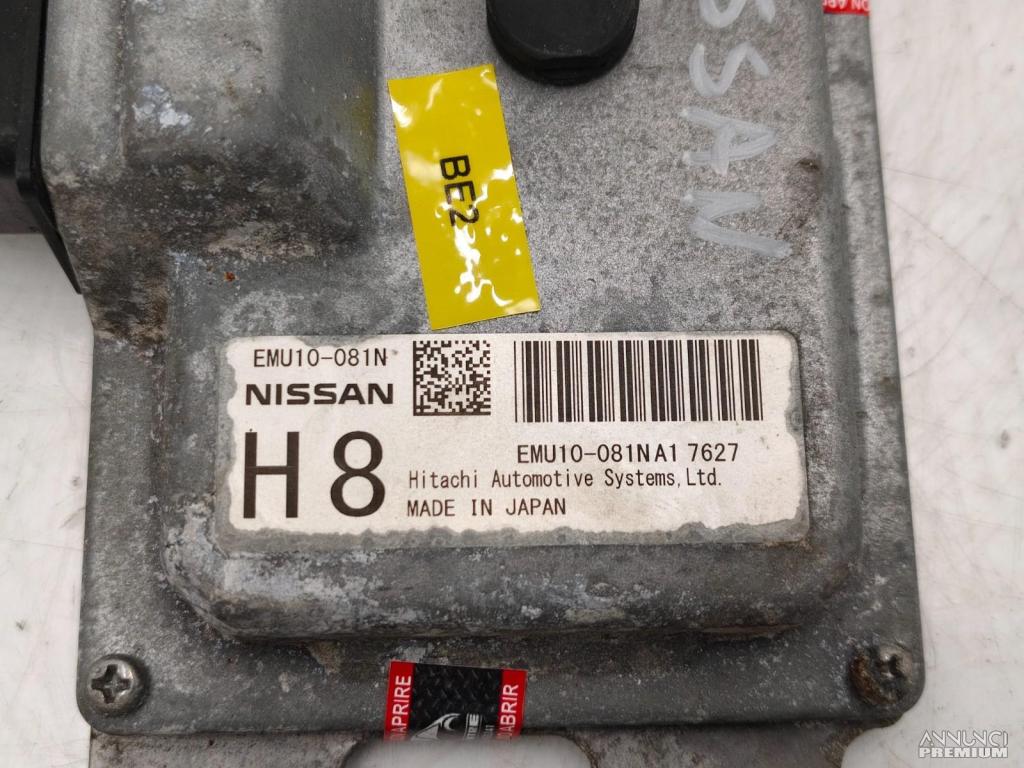 SSAN
BE2
EMU10-081N
NISSAN
H8
EMU10-081NA1 7627
Hitachi Automotive Systems, Ltd.
MADE IN JAPAN
APRIRE
ABRIR
ANNUNCI
PREMIUM